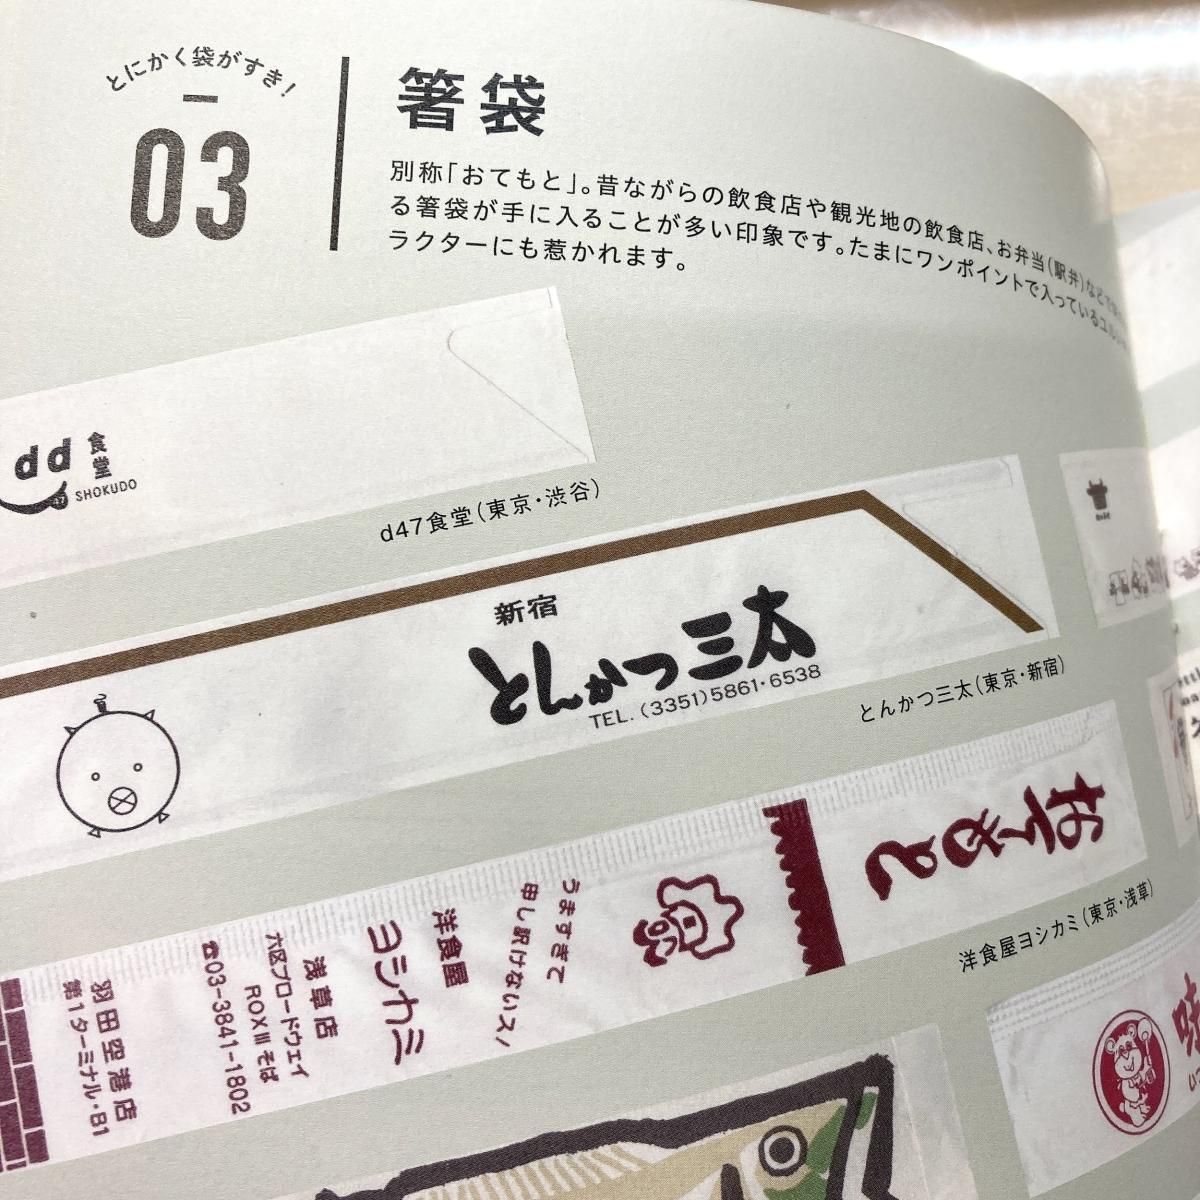 とにかく袋がすき!
03
箸袋
別称「おてもと」。昔ながらの飲食店や観光地の飲食店、お弁当(駅弁)などで
る箸袋が手に入ることが多い印象です。たまにワンポイントで入っているユル
ラクターにも惹かれます。
dd 食堂
47 SHOKUDO
d47食堂(東京・渋谷)
新宿
とんかつ三太
TEL.(3351)5861・6538
とんかつ三太(東京・新宿)
おてもと
うますぎて
申し訳けないス!
洋食屋
ヨシカミ
浅草店
六区ブロードウェイ
ROXⅢそば
☎03-3841-1802
羽田空港店
第1ターミナル・B1
洋食屋ヨシカミ(東京・浅草)
味